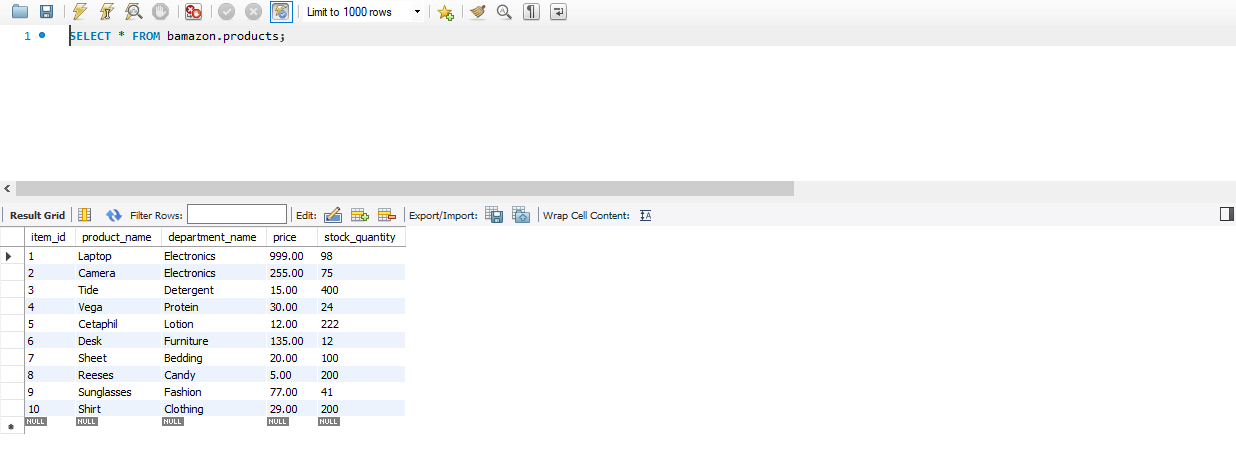 Limit to 1000 rows
1 SELECT * FROM bamazon.products;
Result Grid Filter Rows: Edit: Export/Import: Wrap Cell Content: IA
item_id product_name department_name price stock_quantity
1 Laptop Electronics 999.00 98
2 Camera Electronics 255.00 75
3 Tide Detergent 15.00 400
4 Vega Protein 30.00 24
5 Cetaphil Lotion 12.00 222
6 Desk Furniture 135.00 12
7 Sheet Bedding 20.00 100
8 Reeses Candy 5.00 200
9 Sunglasses Fashion 77.00 41
10 Shirt Clothing 29.00 200
NULL NULL NULL NULL NULL